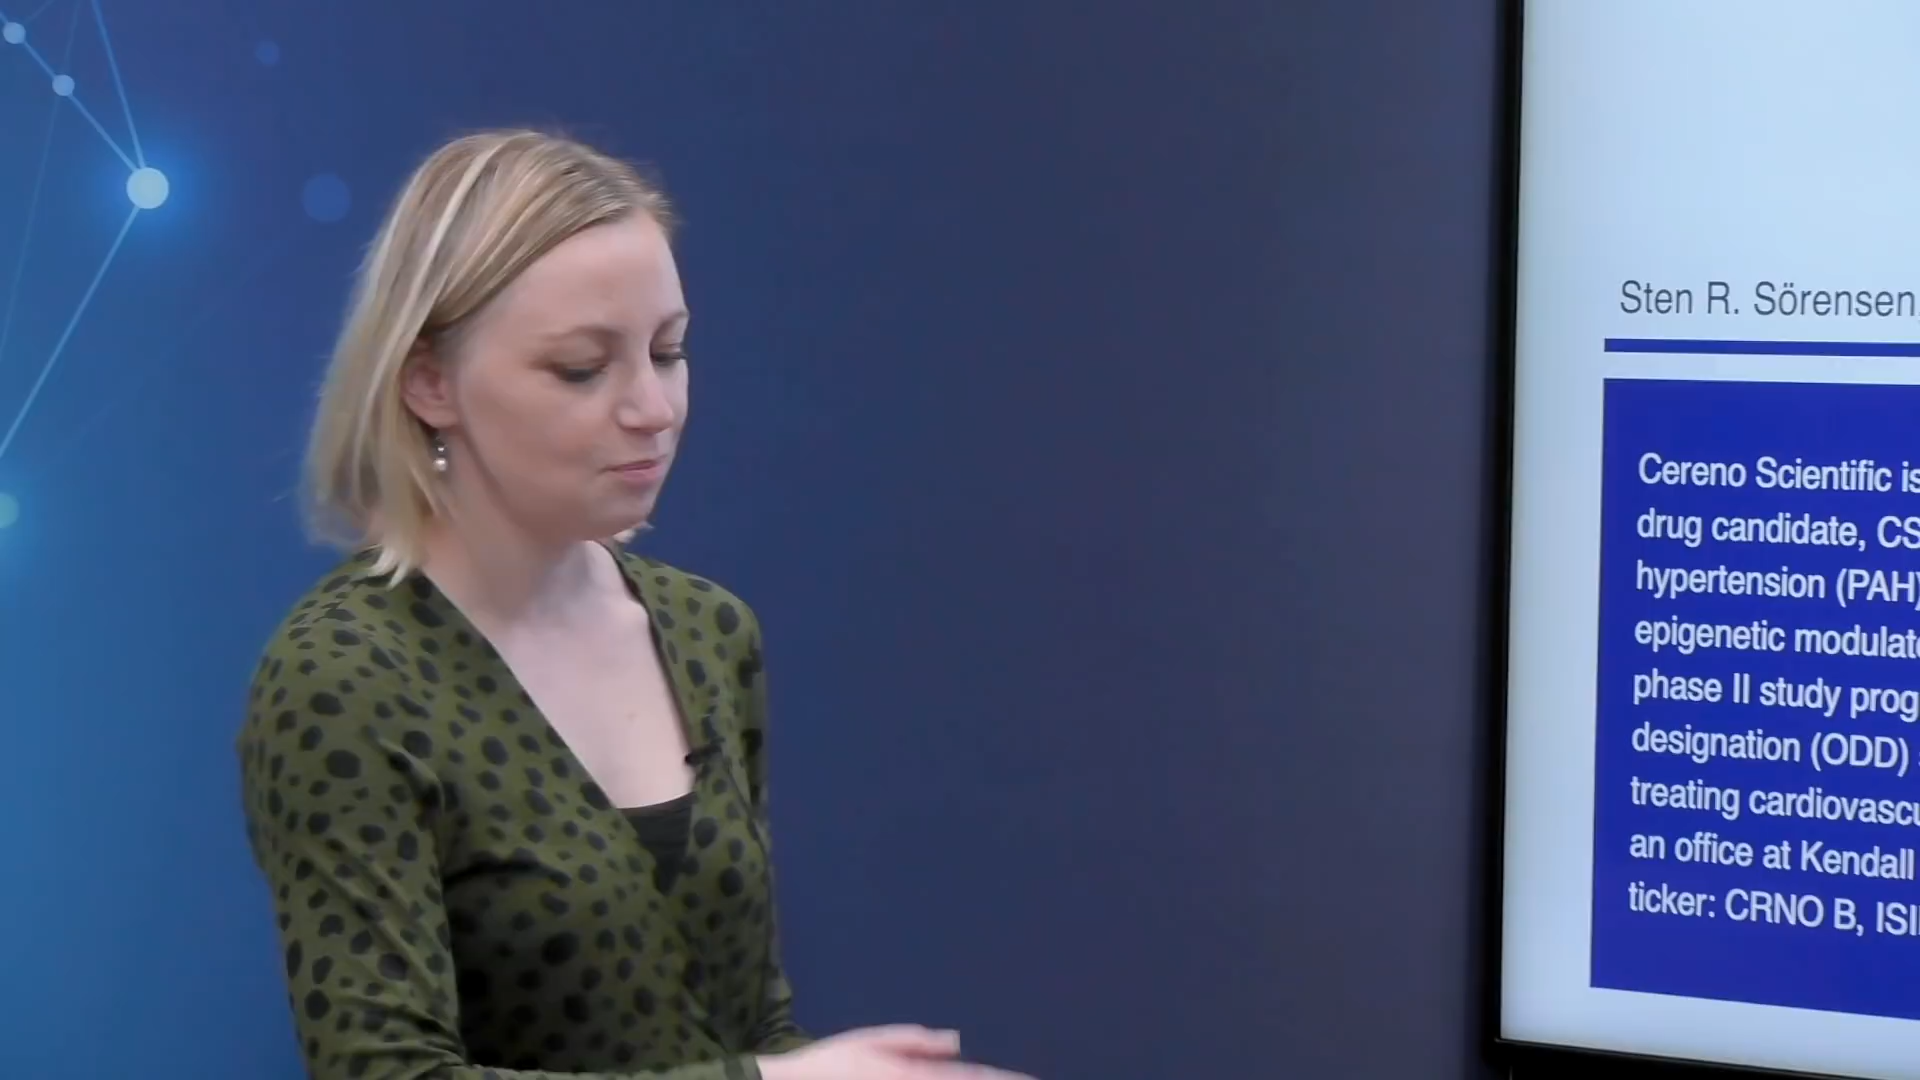 Sten R. Sörensen,
Cereno Scientific is
drug candidate, CS
hypertension (PAH)
epigenetic modulat
phase II study prog
designation (ODD)
treating cardiovascu
an office at Kendall
ticker: CRNO B, ISI